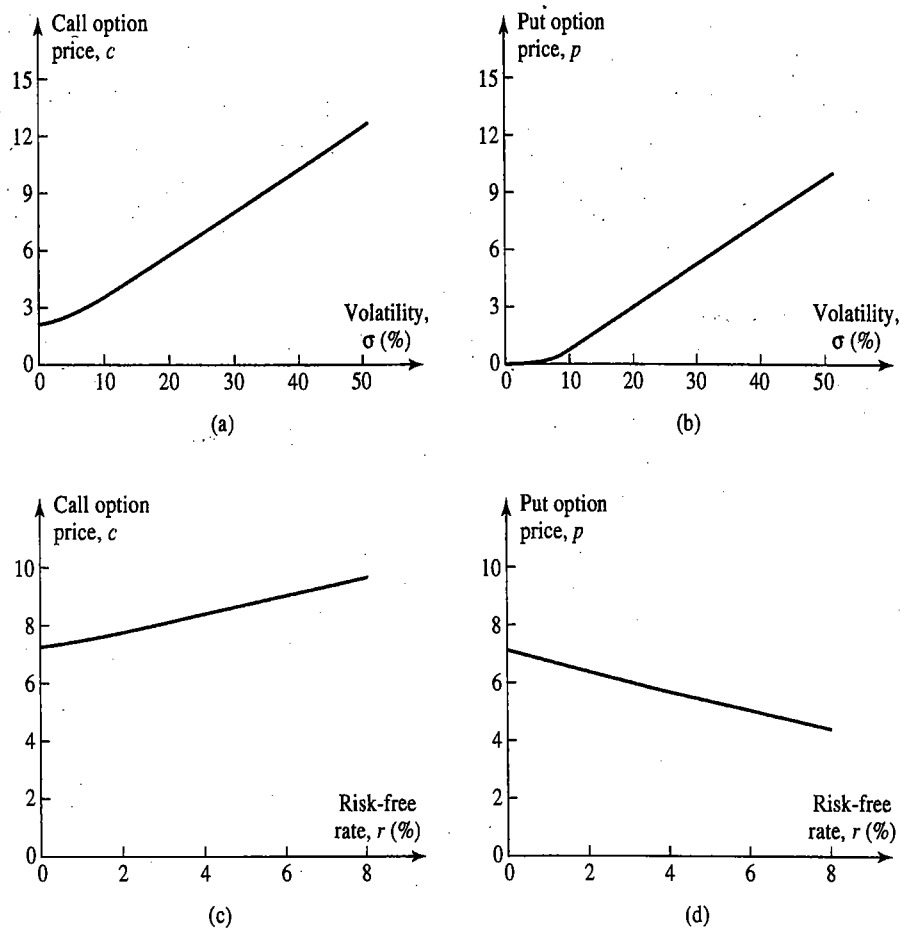 Call option
price, c
15
12
9
6
3
0
Volatility,
σ (%)
0 10 20 30 40 50
(a)
Put option
price, p
15
12
9
6
3
0
Volatility,
σ (%)
0 10 20 30 40 50
(b)
Call option
price, c
10
8
6
4
2
0
Risk-free
rate, r (%)
0 2 4 6 8
(c)
Put option
price, p
10
8
6
4
2
0
Risk-free
rate, r (%)
0 2 4 6 8
(d)